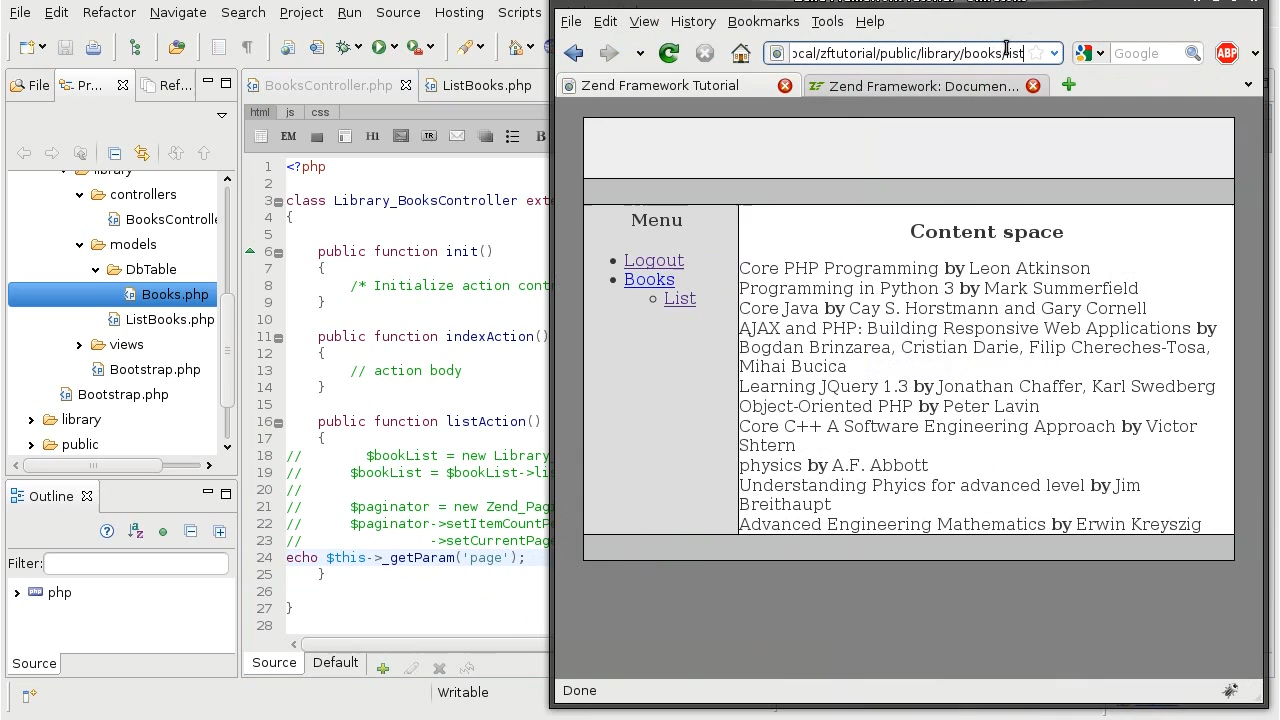 File Edit Refactor Navigate Search Project Run Source Hosting Scripts
File Pr... Ref...
library
controllers
BooksControlle
models
DbTable
Books.php
ListBooks.php
views
Bootstrap.php
Bootstrap.php
library
public
Outline
Filter:
php
Source
BooksController.php ListBooks.php
html js css
EM H1 TR B
1 <?php
2
3 class Library_BooksController exte
4 {
5
6 public function init()
7 {
8 /* Initialize action cont
9 }
10
11 public function indexAction()
12 {
13 // action body
14 }
15
16 public function listAction()
17 {
18 // $bookList = new Library_
19 // $bookList = $bookList->lis
20 //
21 // $paginator = new Zend_Pag
22 // $paginator->setItemCountPe
23 // ->setCurrentPag
24 echo $this->_getParam('page');
25 }
26
27 }
28
Source Default
Writable
File Edit View History Bookmarks Tools Help
ocal/zftutorial/public/library/books/list Google ABP
Zend Framework Tutorial Zend Framework: Documen...
Menu
Logout
Books
List
Content space
Core PHP Programming by Leon Atkinson
Programming in Python 3 by Mark Summerfield
Core Java by Cay S. Horstmann and Gary Cornell
AJAX and PHP: Building Responsive Web Applications by
Bogdan Brinzarea, Cristian Darie, Filip Chereches-Tosa,
Mihai Bucica
Learning JQuery 1.3 by Jonathan Chaffer, Karl Swedberg
Object-Oriented PHP by Peter Lavin
Core C++ A Software Engineering Approach by Victor
Shtern
physics by A.F. Abbott
Understanding Phyics for advanced level by Jim
Breithaupt
Advanced Engineering Mathematics by Erwin Kreyszig
Done